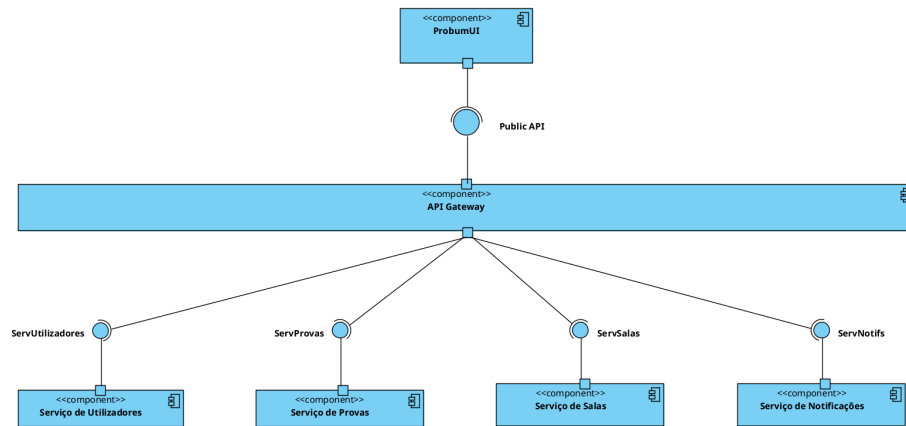 <<component>>
ProbumUI
Public API
<<component>>
API Gateway
ServUtilizadores
ServProvas
ServSalas
ServNotifs
<<component>>
Serviço de Utilizadores
<<component>>
Serviço de Provas
<<component>>
Serviço de Salas
<<component>>
Serviço de Notificações